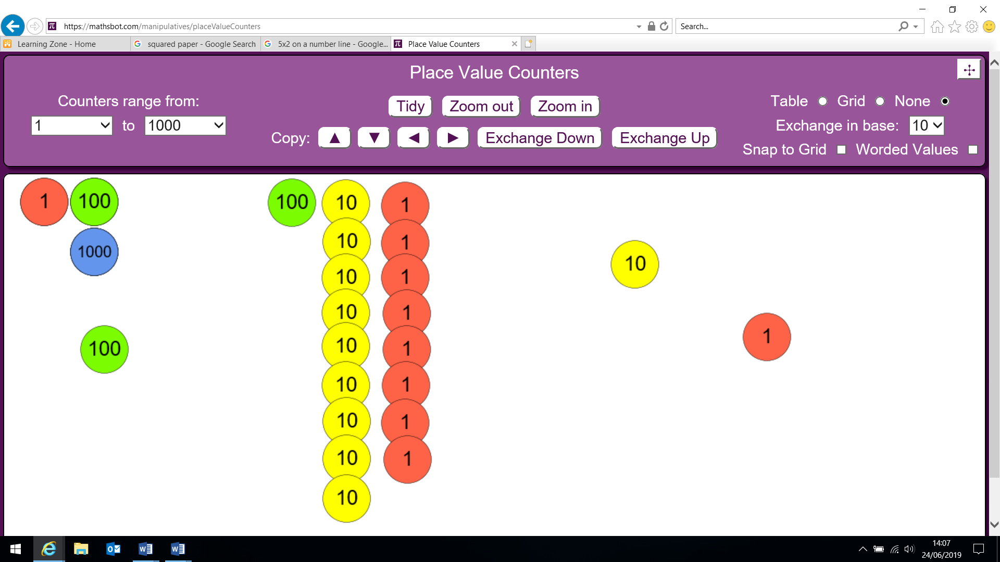 https://mathsbot.com/manipulatives/placeValueCounters
Search...
Learning Zone - Home
squared paper - Google Search
5x2 on a number line - Google...
Place Value Counters
Place Value Counters
Counters range from:
1 to 1000
Tidy Zoom out Zoom in
Copy: ▲ ▼ ◀ ▶ Exchange Down Exchange Up
Table Grid None
Exchange in base: 10
Snap to Grid Worded Values
1 100 100 10 1
1000 10 1
10
10 1
10 1
1
100 10 1
10 1
10 1
10 1
10
14:07
24/06/2019